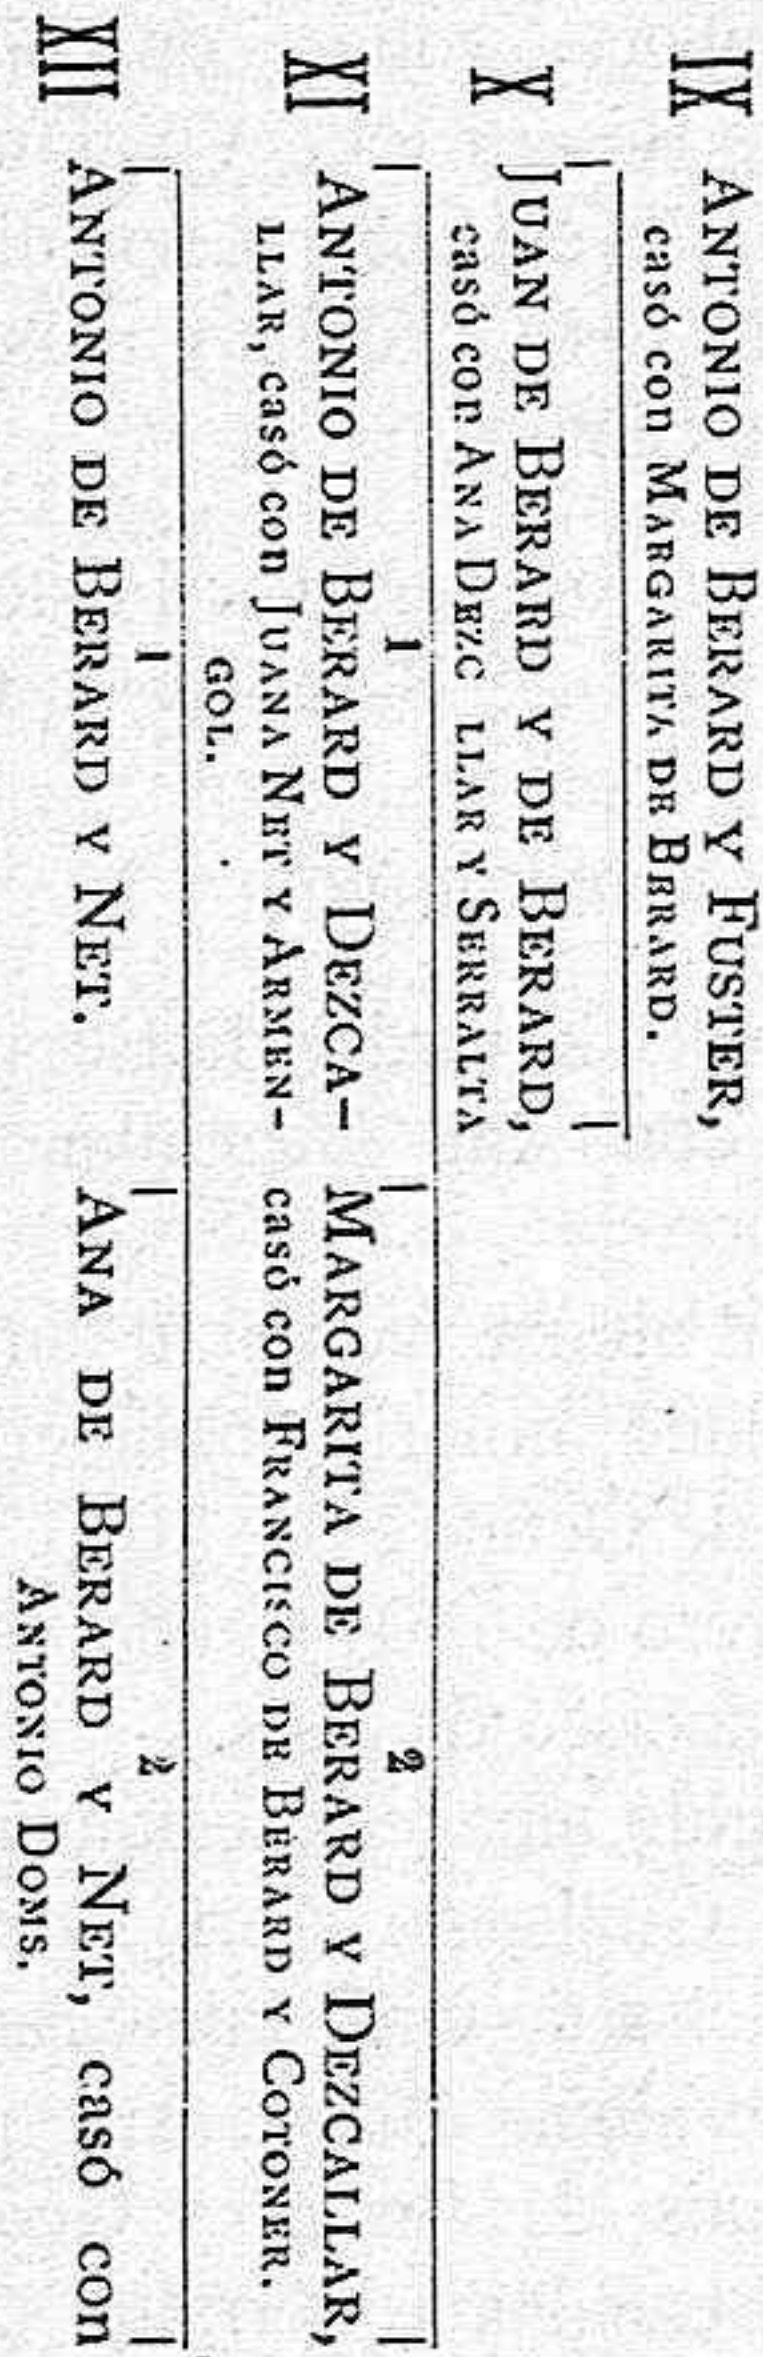 IX ANTONIO DE BERARD Y FUSTER,
casó con MARGARITA DE BERARD.
X JUAN DE BERARD Y DE BERARD,
casó con ANA DEZC LLAR Y SERRALTA
1
XI ANTONIO DE BERARD Y DEZCA-
LLAR, casó con JUANA NET Y ARMEN-
GOL.
2
MARGARITA DE BERARD Y DEZCALLAR,
casó con FRANCISCO DE BERARD Y COTONER.
1
XII ANTONIO DE BERARD Y NET.
2
ANA DE BERARD Y NET, casó con
ANTONIO DOMS.